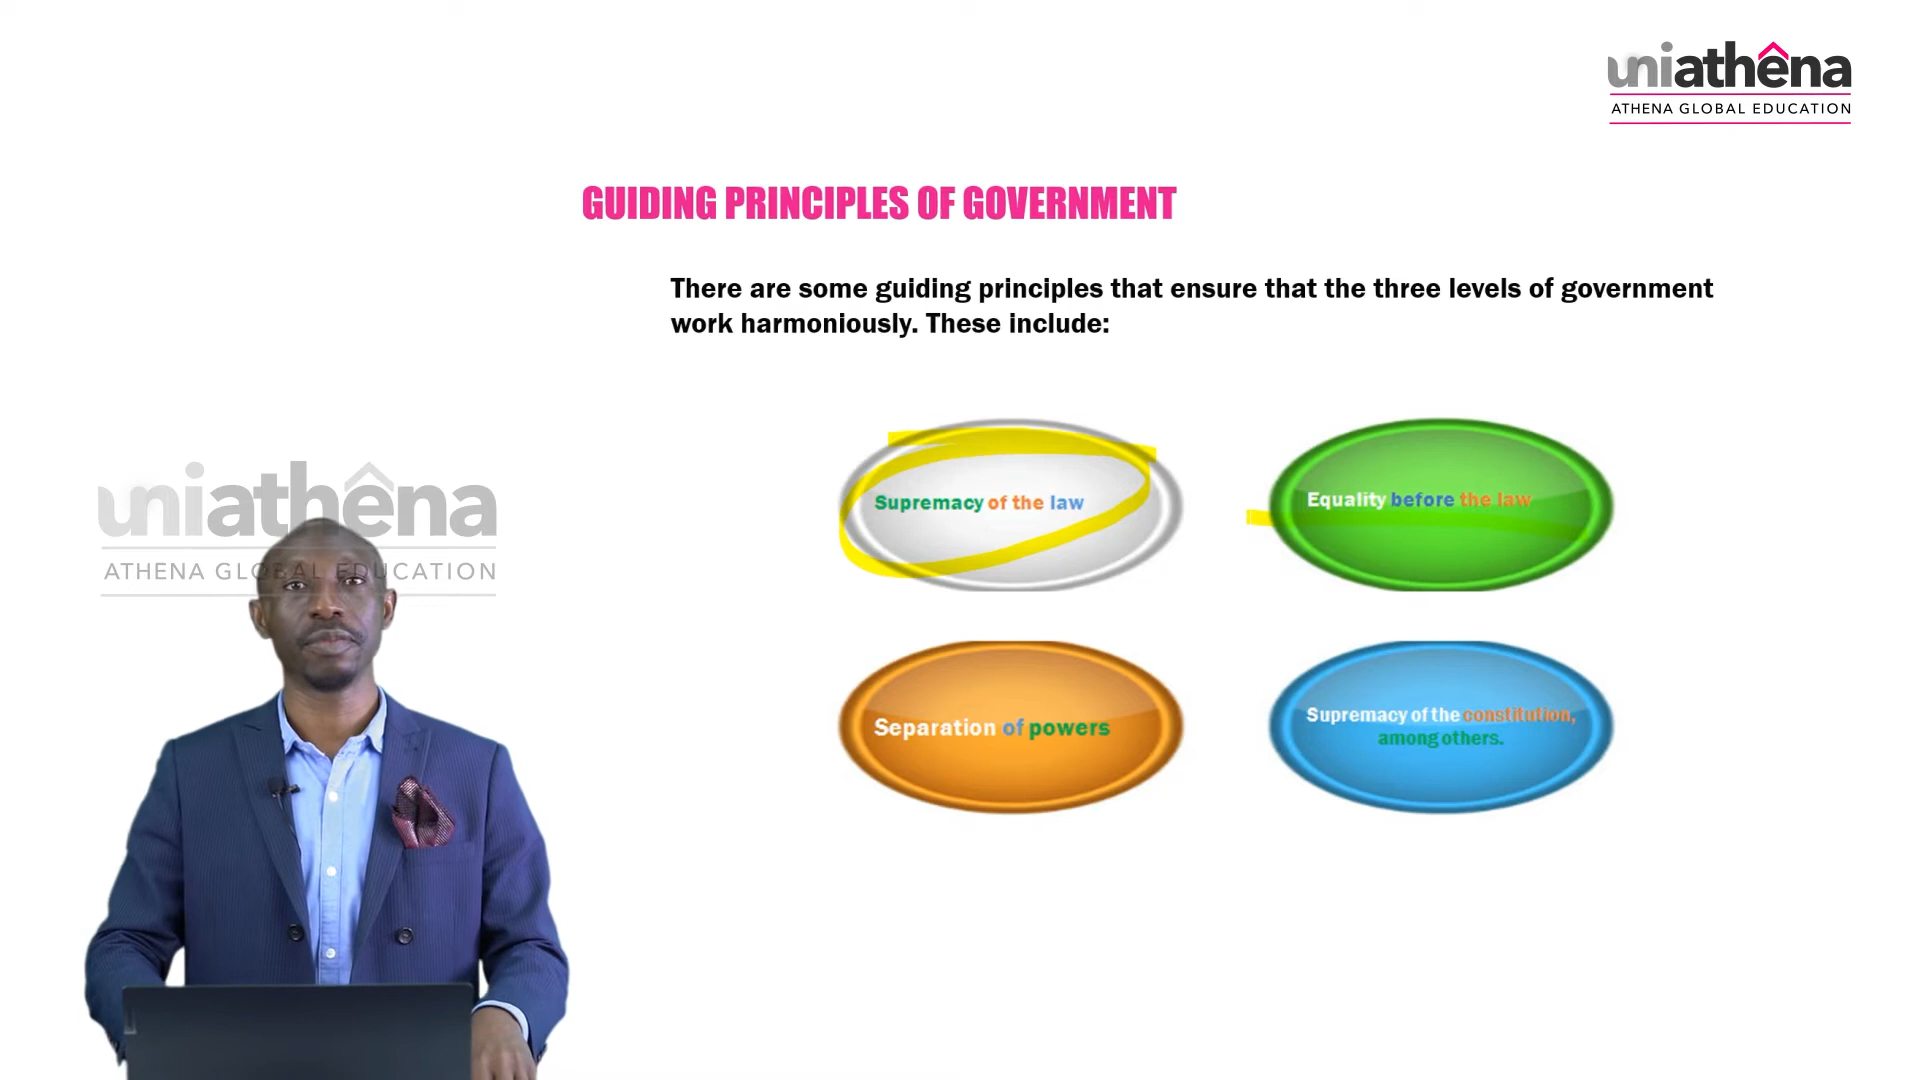 uniathêna
ATHENA GLOBAL EDUCATION
GUIDING PRINCIPLES OF GOVERNMENT
There are some guiding principles that ensure that the three levels of government
work harmoniously. These include:
Supremacy of the law
Equality before the law
uniathêna
ATHENA GLOBAL EDUCATION
Separation of powers
Supremacy of the constitution,
among others.